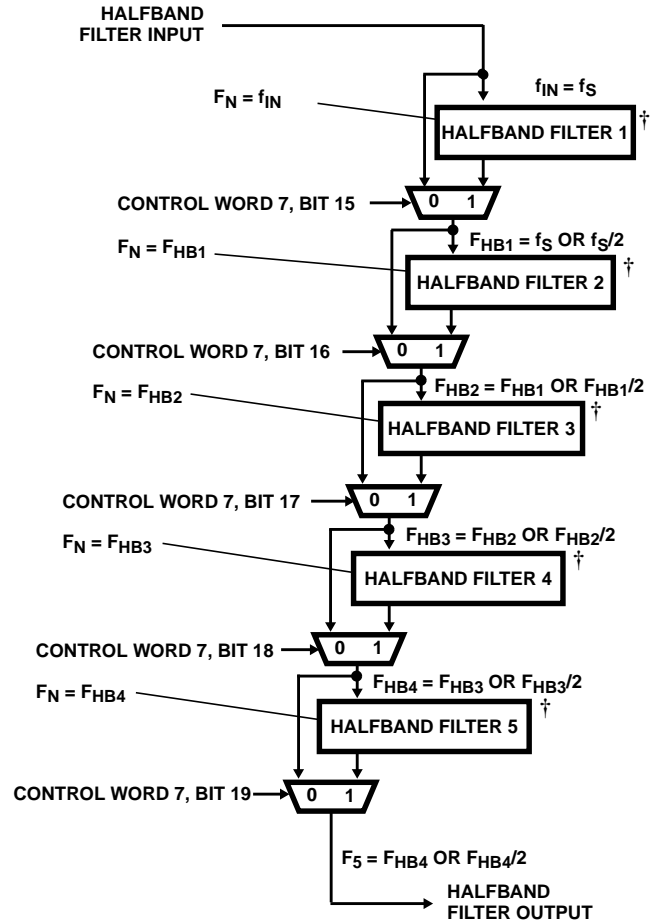 HALFBAND
FILTER INPUT
f_IN = f_S
F_N = f_IN
HALFBAND FILTER 1 †
0 1
CONTROL WORD 7, BIT 15
F_HB1 = f_S OR f_S/2
F_N = F_HB1
HALFBAND FILTER 2 †
0 1
CONTROL WORD 7, BIT 16
F_HB2 = F_HB1 OR F_HB1/2
F_N = F_HB2
HALFBAND FILTER 3 †
0 1
CONTROL WORD 7, BIT 17
F_HB3 = F_HB2 OR F_HB2/2
F_N = F_HB3
HALFBAND FILTER 4 †
0 1
CONTROL WORD 7, BIT 18
F_HB4 = F_HB3 OR F_HB3/2
F_N = F_HB4
HALFBAND FILTER 5 †
0 1
CONTROL WORD 7, BIT 19
F_5 = F_HB4 OR F_HB4/2
HALFBAND
FILTER OUTPUT